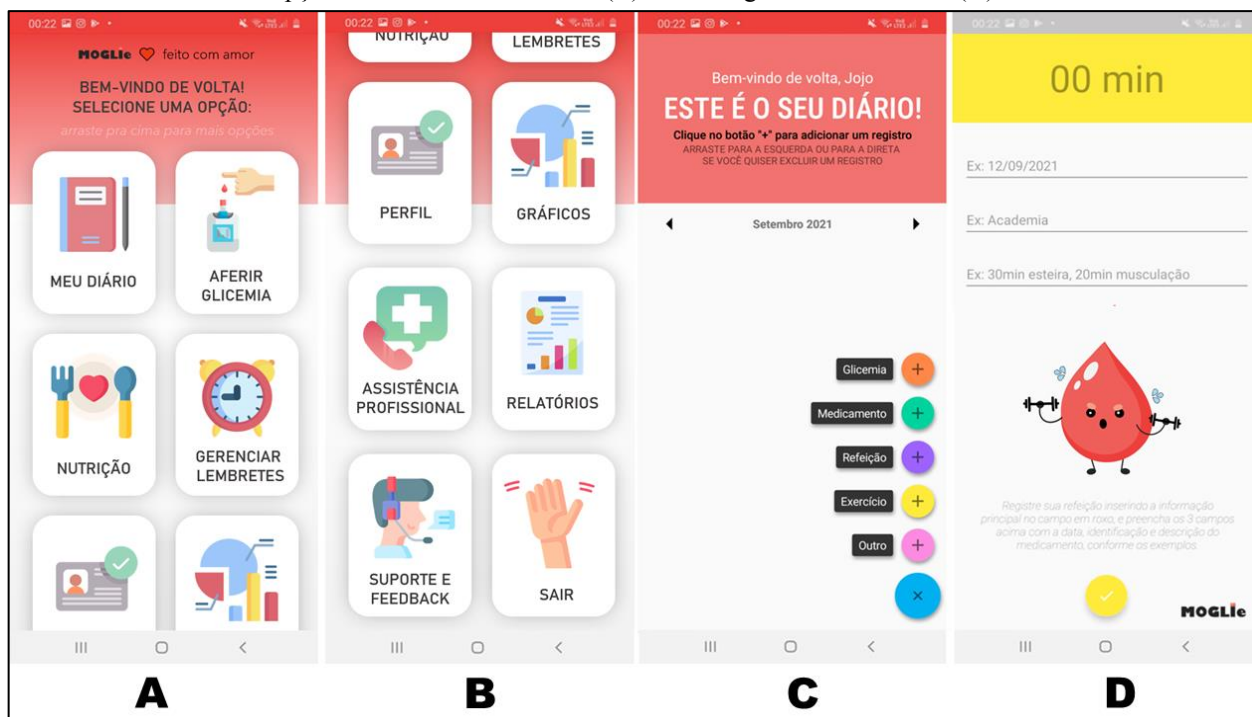 00:22
MOGLIe feito com amor
BEM-VINDO DE VOLTA!
SELECIONE UMA OPÇÃO:
arraste pra cima para mais opções
MEU DIÁRIO
AFERIR
GLICEMIA
NUTRIÇÃO
GERENCIAR
LEMBRETES
A
00:22
NUTRIÇÃO
LEMBRETES
PERFIL
GRÁFICOS
ASSISTÊNCIA
PROFISSIONAL
RELATÓRIOS
SUPORTE E
FEEDBACK
SAIR
B
00:22
Bem-vindo de volta, Jojo
ESTE É O SEU DIÁRIO!
Clique no botão "+" para adicionar um registro
ARRASTE PARA A ESQUERDA OU PARA A DIRETA
SE VOCÊ QUISER EXCLUIR UM REGISTRO
Setembro 2021
Glicemia
Medicamento
Refeição
Exercício
Outro
C
00:22
00 min
Ex: 12/09/2021
Ex: Academia
Ex: 30min esteira, 20min musculação
Registre sua refeição inserindo a informação
principal no campo em roxo, e preencha os 3 campos
acima com a data, identificação e descrição do
medicamento, conforme os exemplos.
MOGLIe
D